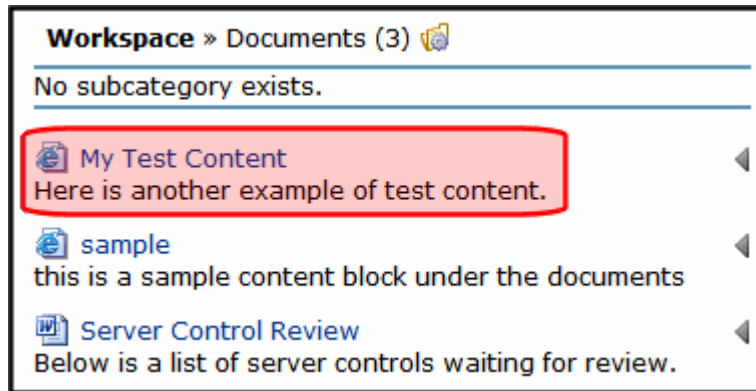 Workspace » Documents (3)
No subcategory exists.
My Test Content
Here is another example of test content.
sample
this is a sample content block under the documents
Server Control Review
Below is a list of server controls waiting for review.